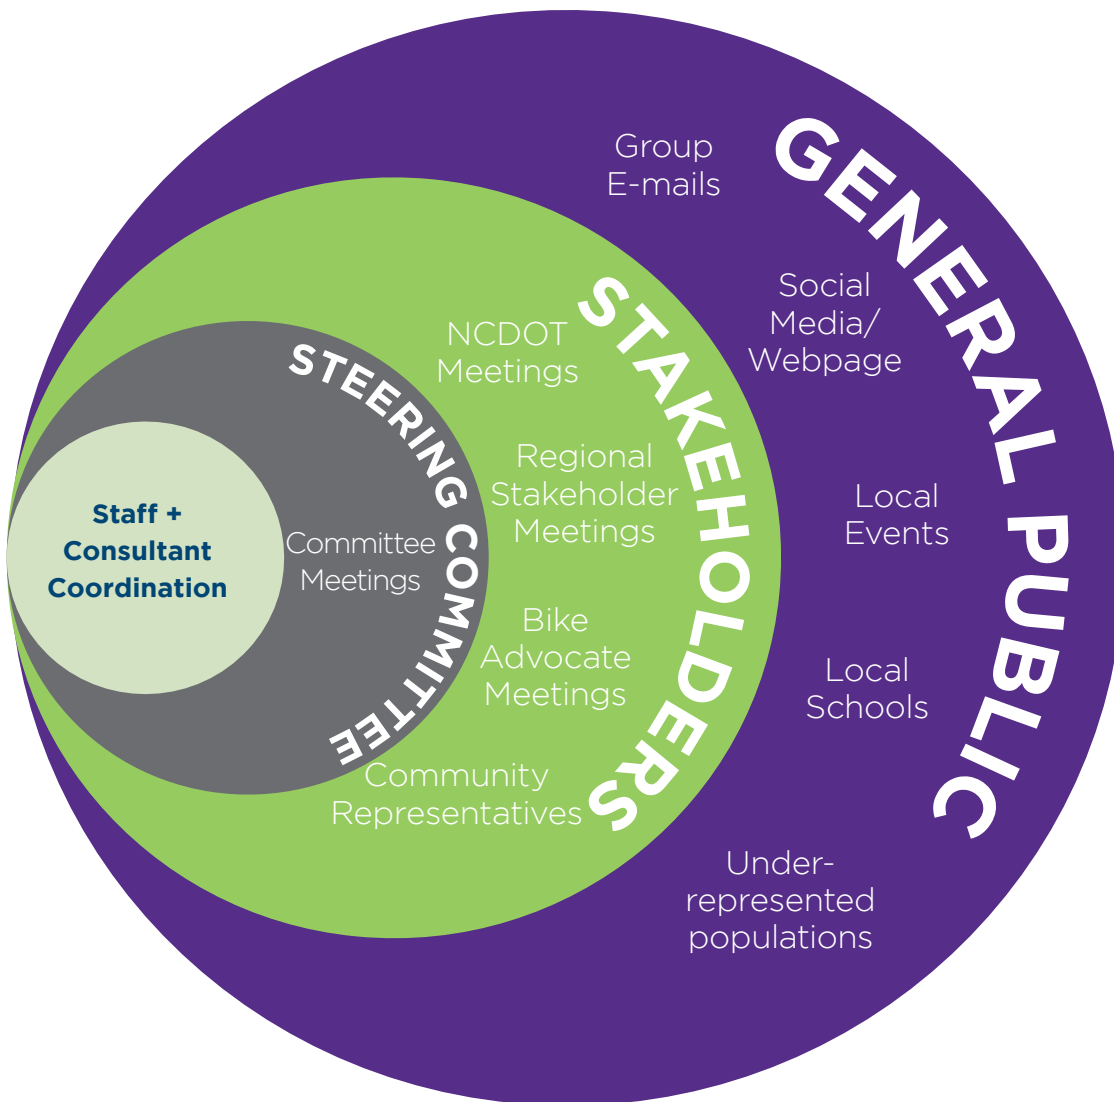 Group
E-mails
GENERAL PUBLIC
Social
Media/
Webpage
Local
Events
Local
Schools
Under-
represented
populations
STAKEHOLDERS
NCDOT
Meetings
Regional
Stakeholder
Meetings
Bike
Advocate
Meetings
Community
Representatives
STEERING COMMITTEE
Committee
Meetings
Staff +
Consultant
Coordination